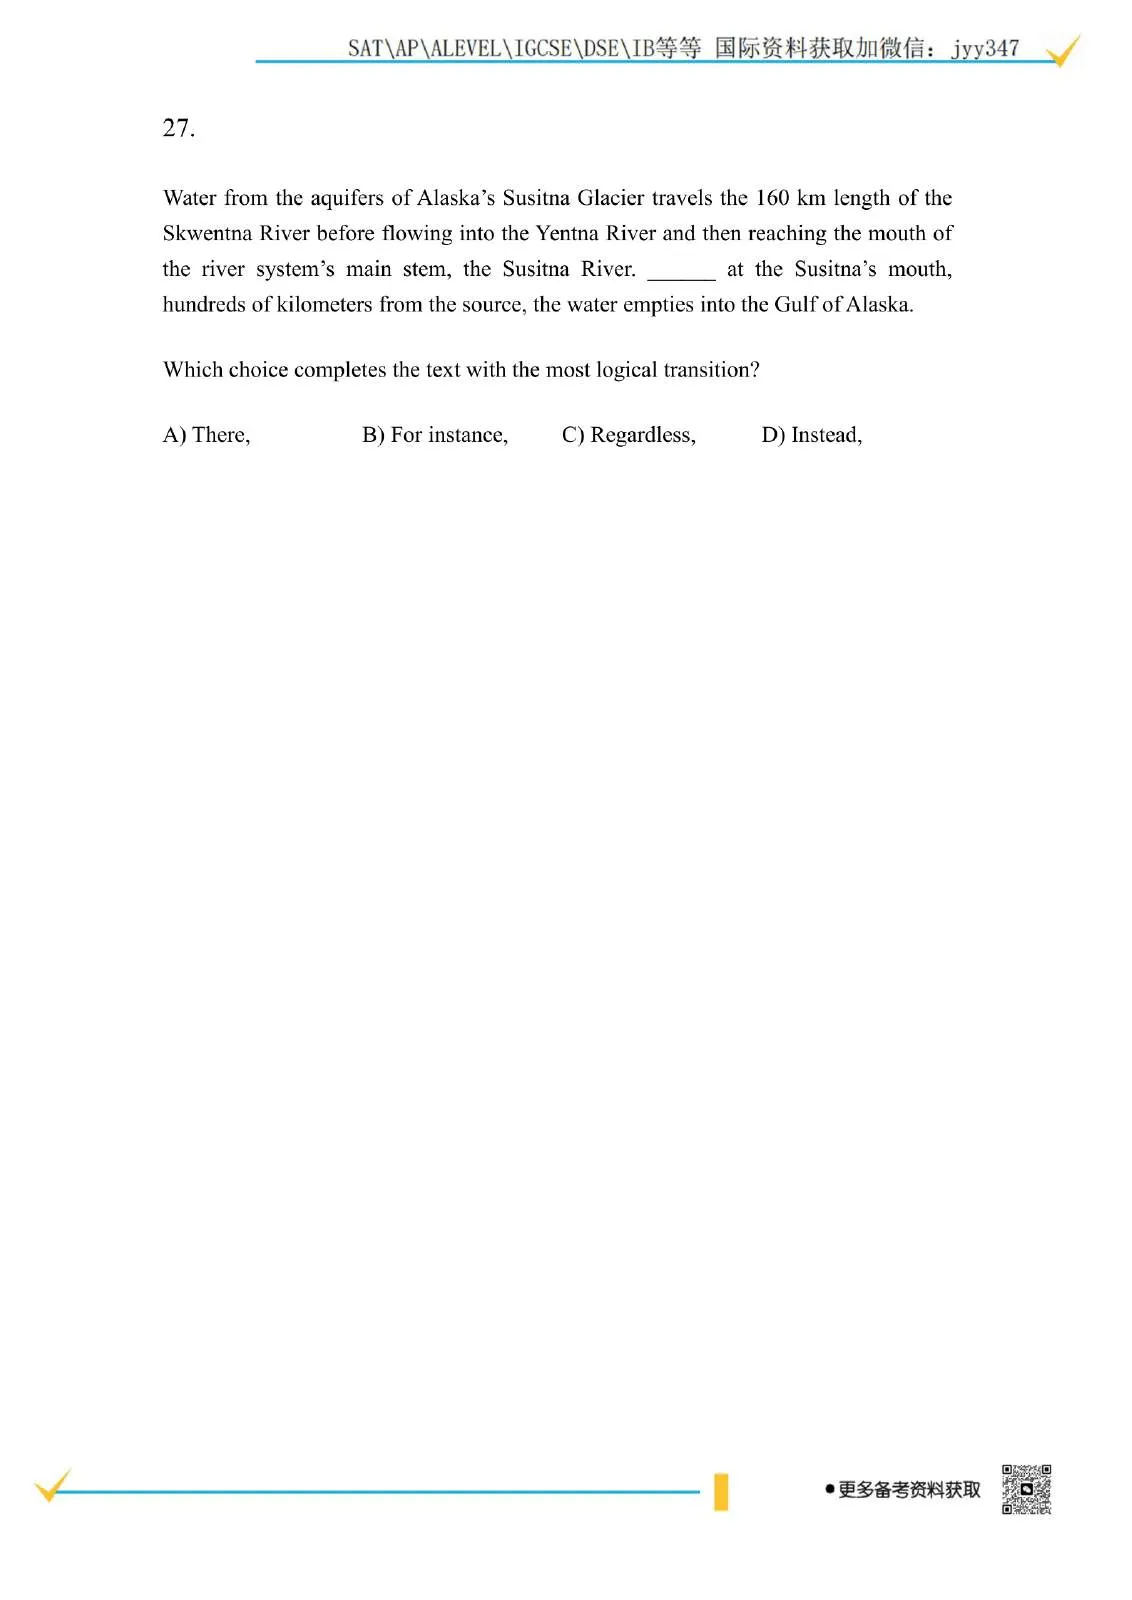 SAT\AP\ALEVEL\IGCSE\DSE\IB等等 国际资料获取加微信：jyy347
27.
Water from the aquifers of Alaska’s Susitna Glacier travels the 160 km length of the
Skwentna River before flowing into the Yentna River and then reaching the mouth of
the river system’s main stem, the Susitna River. ______ at the Susitna’s mouth,
hundreds of kilometers from the source, the water empties into the Gulf of Alaska.
Which choice completes the text with the most logical transition?
A) There, B) For instance, C) Regardless, D) Instead,
●更多备考资料获取